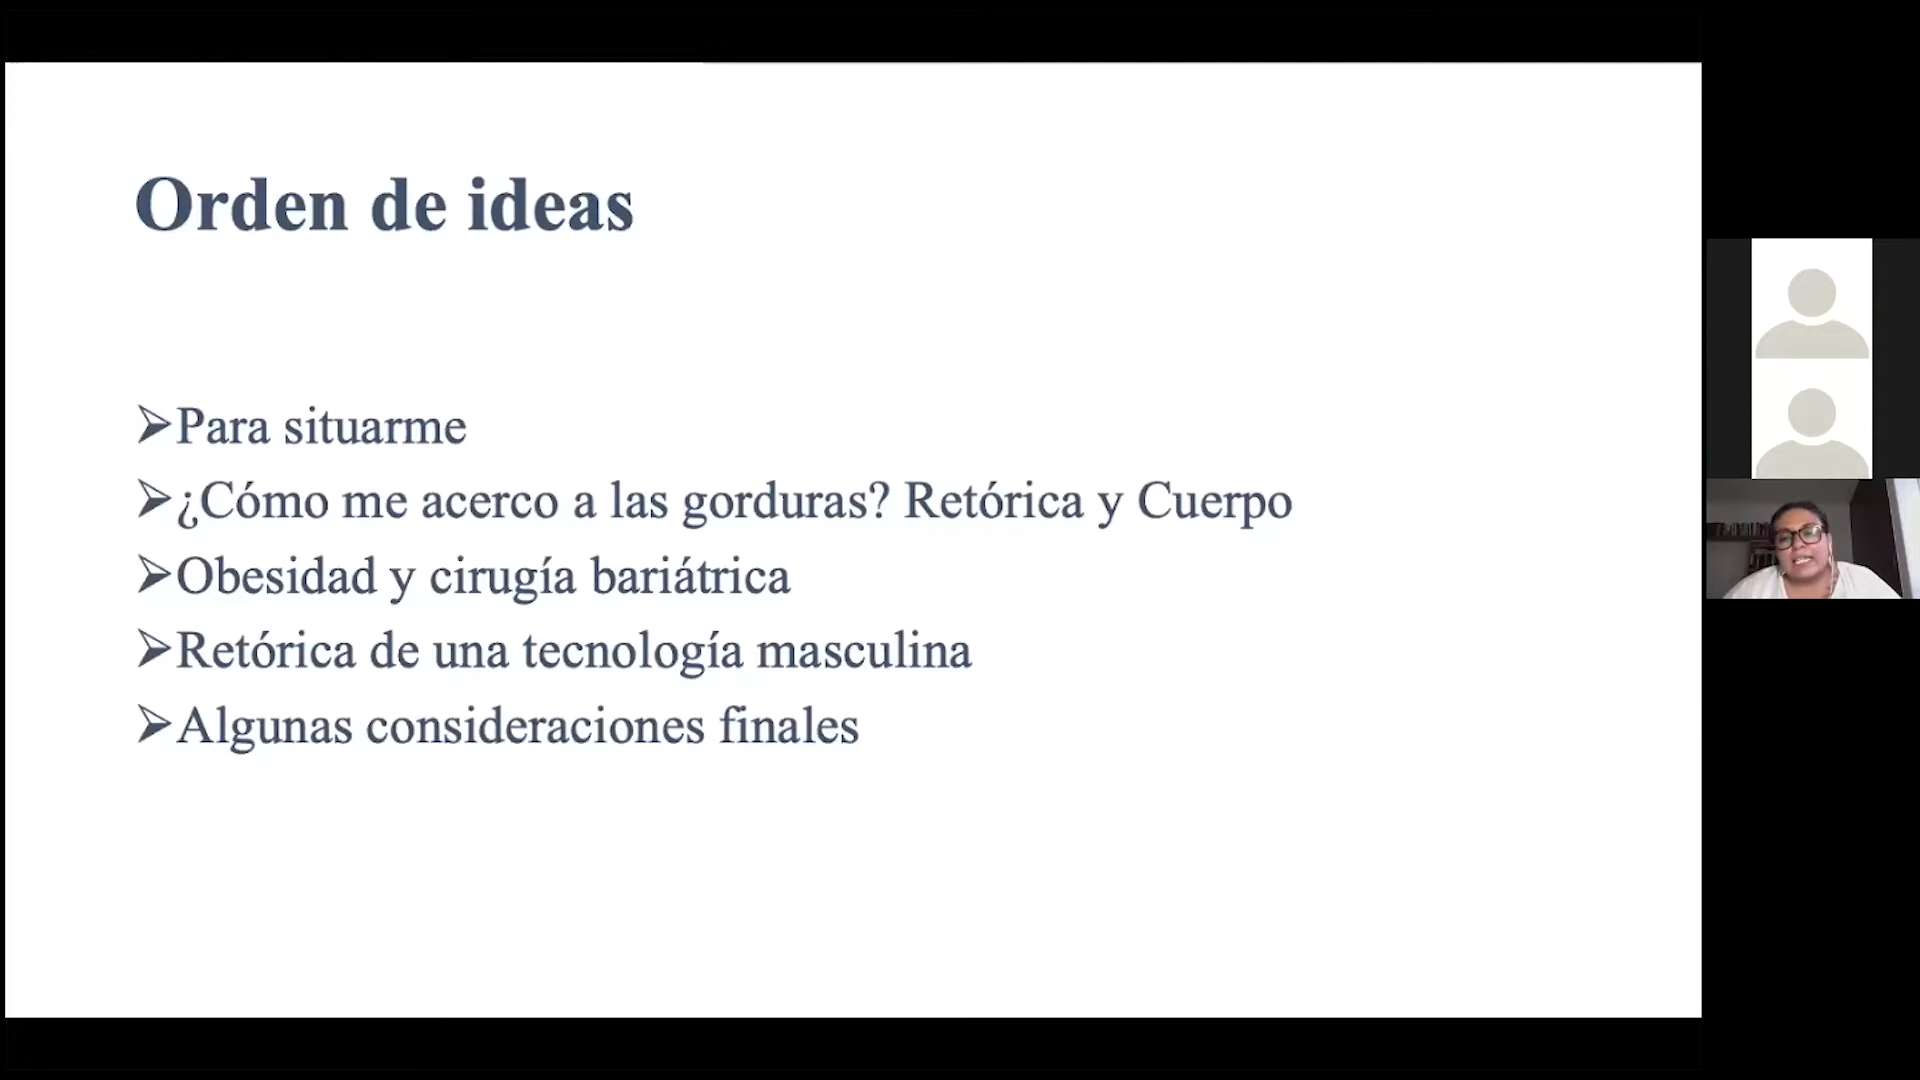 Orden de ideas
➢Para situarme
➢¿Cómo me acerco a las gorduras? Retórica y Cuerpo
➢Obesidad y cirugía bariátrica
➢Retórica de una tecnología masculina
➢Algunas consideraciones finales